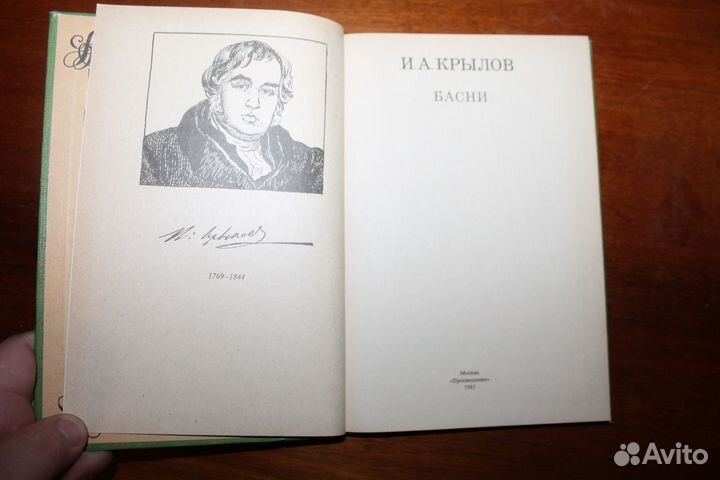 1769–1844
И. А. КРЫЛОВ
БАСНИ
Москва
«Просвещение»
Avito